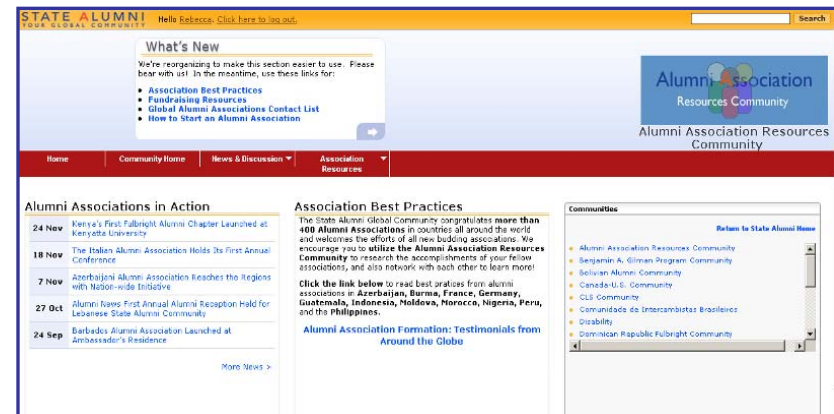 STATE ALUMNI
YOUR GLOBAL COMMUNITY
Hello Rebecca. Click here to log out.
Search
What's New
We're reorganizing to make this section easier to use. Please
bear with us! In the meantime, use these links for:
Association Best Practices
Fundraising Resources
Global Alumni Associations Contact List
How to Start an Alumni Association
Alumni Association
Resources Community
Alumni Association Resources
Community
Home
Community Home
News & Discussion
Association
Resources
Alumni Associations in Action
24 Nov Kenya's First Fulbright Alumni Chapter Launched at
Kenyatta University
18 Nov The Italian Alumni Association Holds Its First Annual
Conference
7 Nov Azerbaijani Alumni Association Reaches the Regions
with Nation-wide Initiative
27 Oct Alumni News First Annual Alumni Reception Held for
Lebanese State Alumni Community
24 Sep Barbados Alumni Association Launched at
Ambassador's Residence
More News >
Association Best Practices
The State Alumni Global Community congratulates more than
400 Alumni Associations in countries all around the world
and welcomes the efforts of all new budding associations. We
encourage you to utilize the Alumni Association Resources
Community to research the accomplishments of your fellow
associations, and also network with each other to learn more!
Click the link below to read best pratices from alumni
associations in Azerbaijan, Burma, France, Germany,
Guatemala, Indonesia, Moldova, Morocco, Nigeria, Peru,
and the Philippines.
Alumni Association Formation: Testimonials from
Around the Globe
Communities
Return to State Alumni Home
Alumni Association Resources Community
Benjamin A. Gilman Program Community
Bolivian Alumni Community
Canada-U.S. Community
CLS Community
Comunidade de Intercambistas Brasileiros
Disability
Dominican Republic Fulbright Community